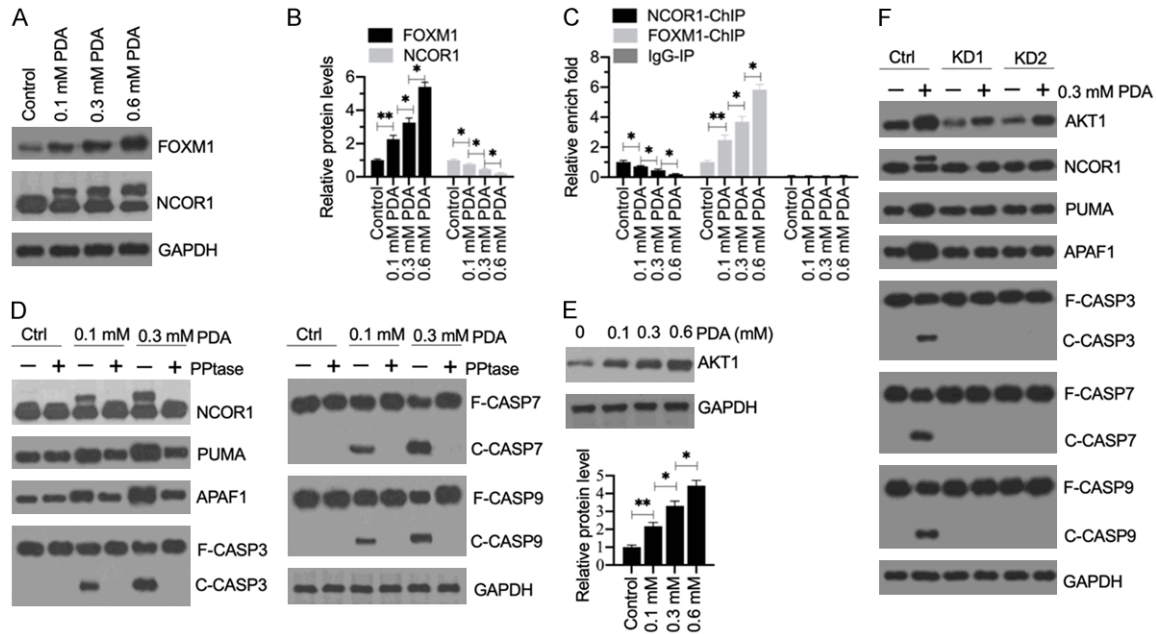 A
Control
0.1 mM PDA
0.3 mM PDA
0.6 mM PDA
FOXM1
NCOR1
GAPDH
B
FOXM1
NCOR1
Relative protein levels
6
4
2
0
** * * * * *
Control
0.1 mM PDA
0.3 mM PDA
0.6 mM PDA
Control
0.1 mM PDA
0.3 mM PDA
0.6 mM PDA
C
NCOR1-ChIP
FOXM1-ChIP
IgG-IP
Relative enrich fold
8.0
6.0
4.0
2.0
0.0
* * * ** * *
Control
0.1 mM PDA
0.3 mM PDA
0.6 mM PDA
Control
0.1 mM PDA
0.3 mM PDA
0.6 mM PDA
Control
0.1 mM PDA
0.3 mM PDA
0.6 mM PDA
D
Ctrl 0.1 mM 0.3 mM PDA
− + − + − + PPtase
NCOR1
PUMA
APAF1
F-CASP3
C-CASP3
Ctrl 0.1 mM 0.3 mM PDA
− + − + − + PPtase
F-CASP7
C-CASP7
F-CASP9
C-CASP9
GAPDH
E
0 0.1 0.3 0.6 PDA (mM)
AKT1
GAPDH
Relative protein level
5
4
3
2
1
0
** * *
Control
0.1 mM
0.3 mM
0.6 mM
F
Ctrl KD1 KD2
− + − + − + 0.3 mM PDA
AKT1
NCOR1
PUMA
APAF1
F-CASP3
C-CASP3
F-CASP7
C-CASP7
F-CASP9
C-CASP9
GAPDH